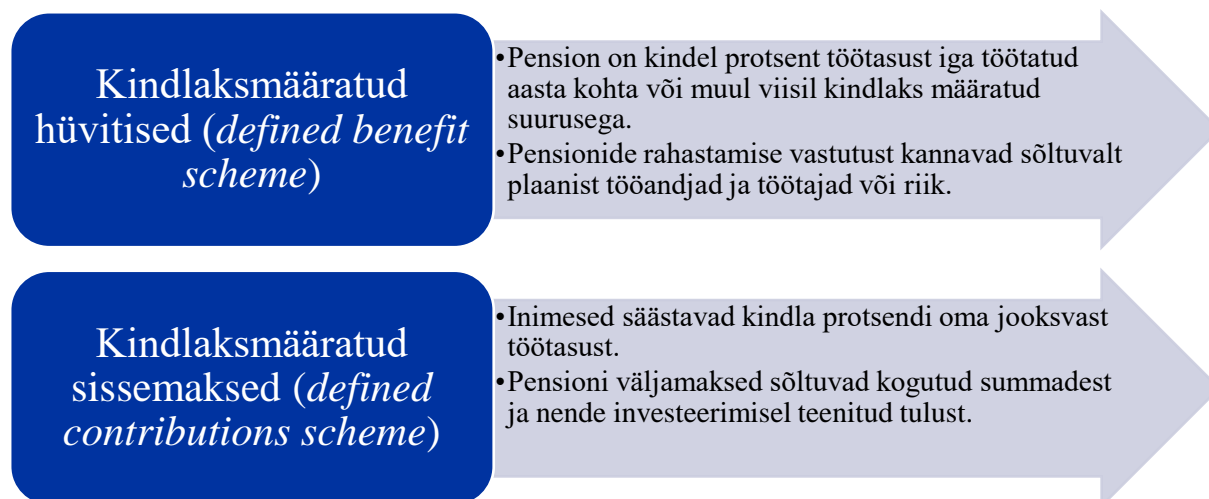 Kindlaksmääratud
hüvitised (defined benefit
scheme)
•Pension on kindel protsent töötasust iga töötatud
aasta kohta või muul viisil kindlaks määratud
suurusega.
•Pensionide rahastamise vastutust kannavad sõltuvalt
plaanist tööandjad ja töötajad või riik.
Kindlaksmääratud
sissemaksed (defined
contributions scheme)
•Inimesed säästavad kindla protsendi oma jooksvast
töötasust.
•Pensioni väljamaksed sõltuvad kogutud summadest
ja nende investeerimisel teenitud tulust.